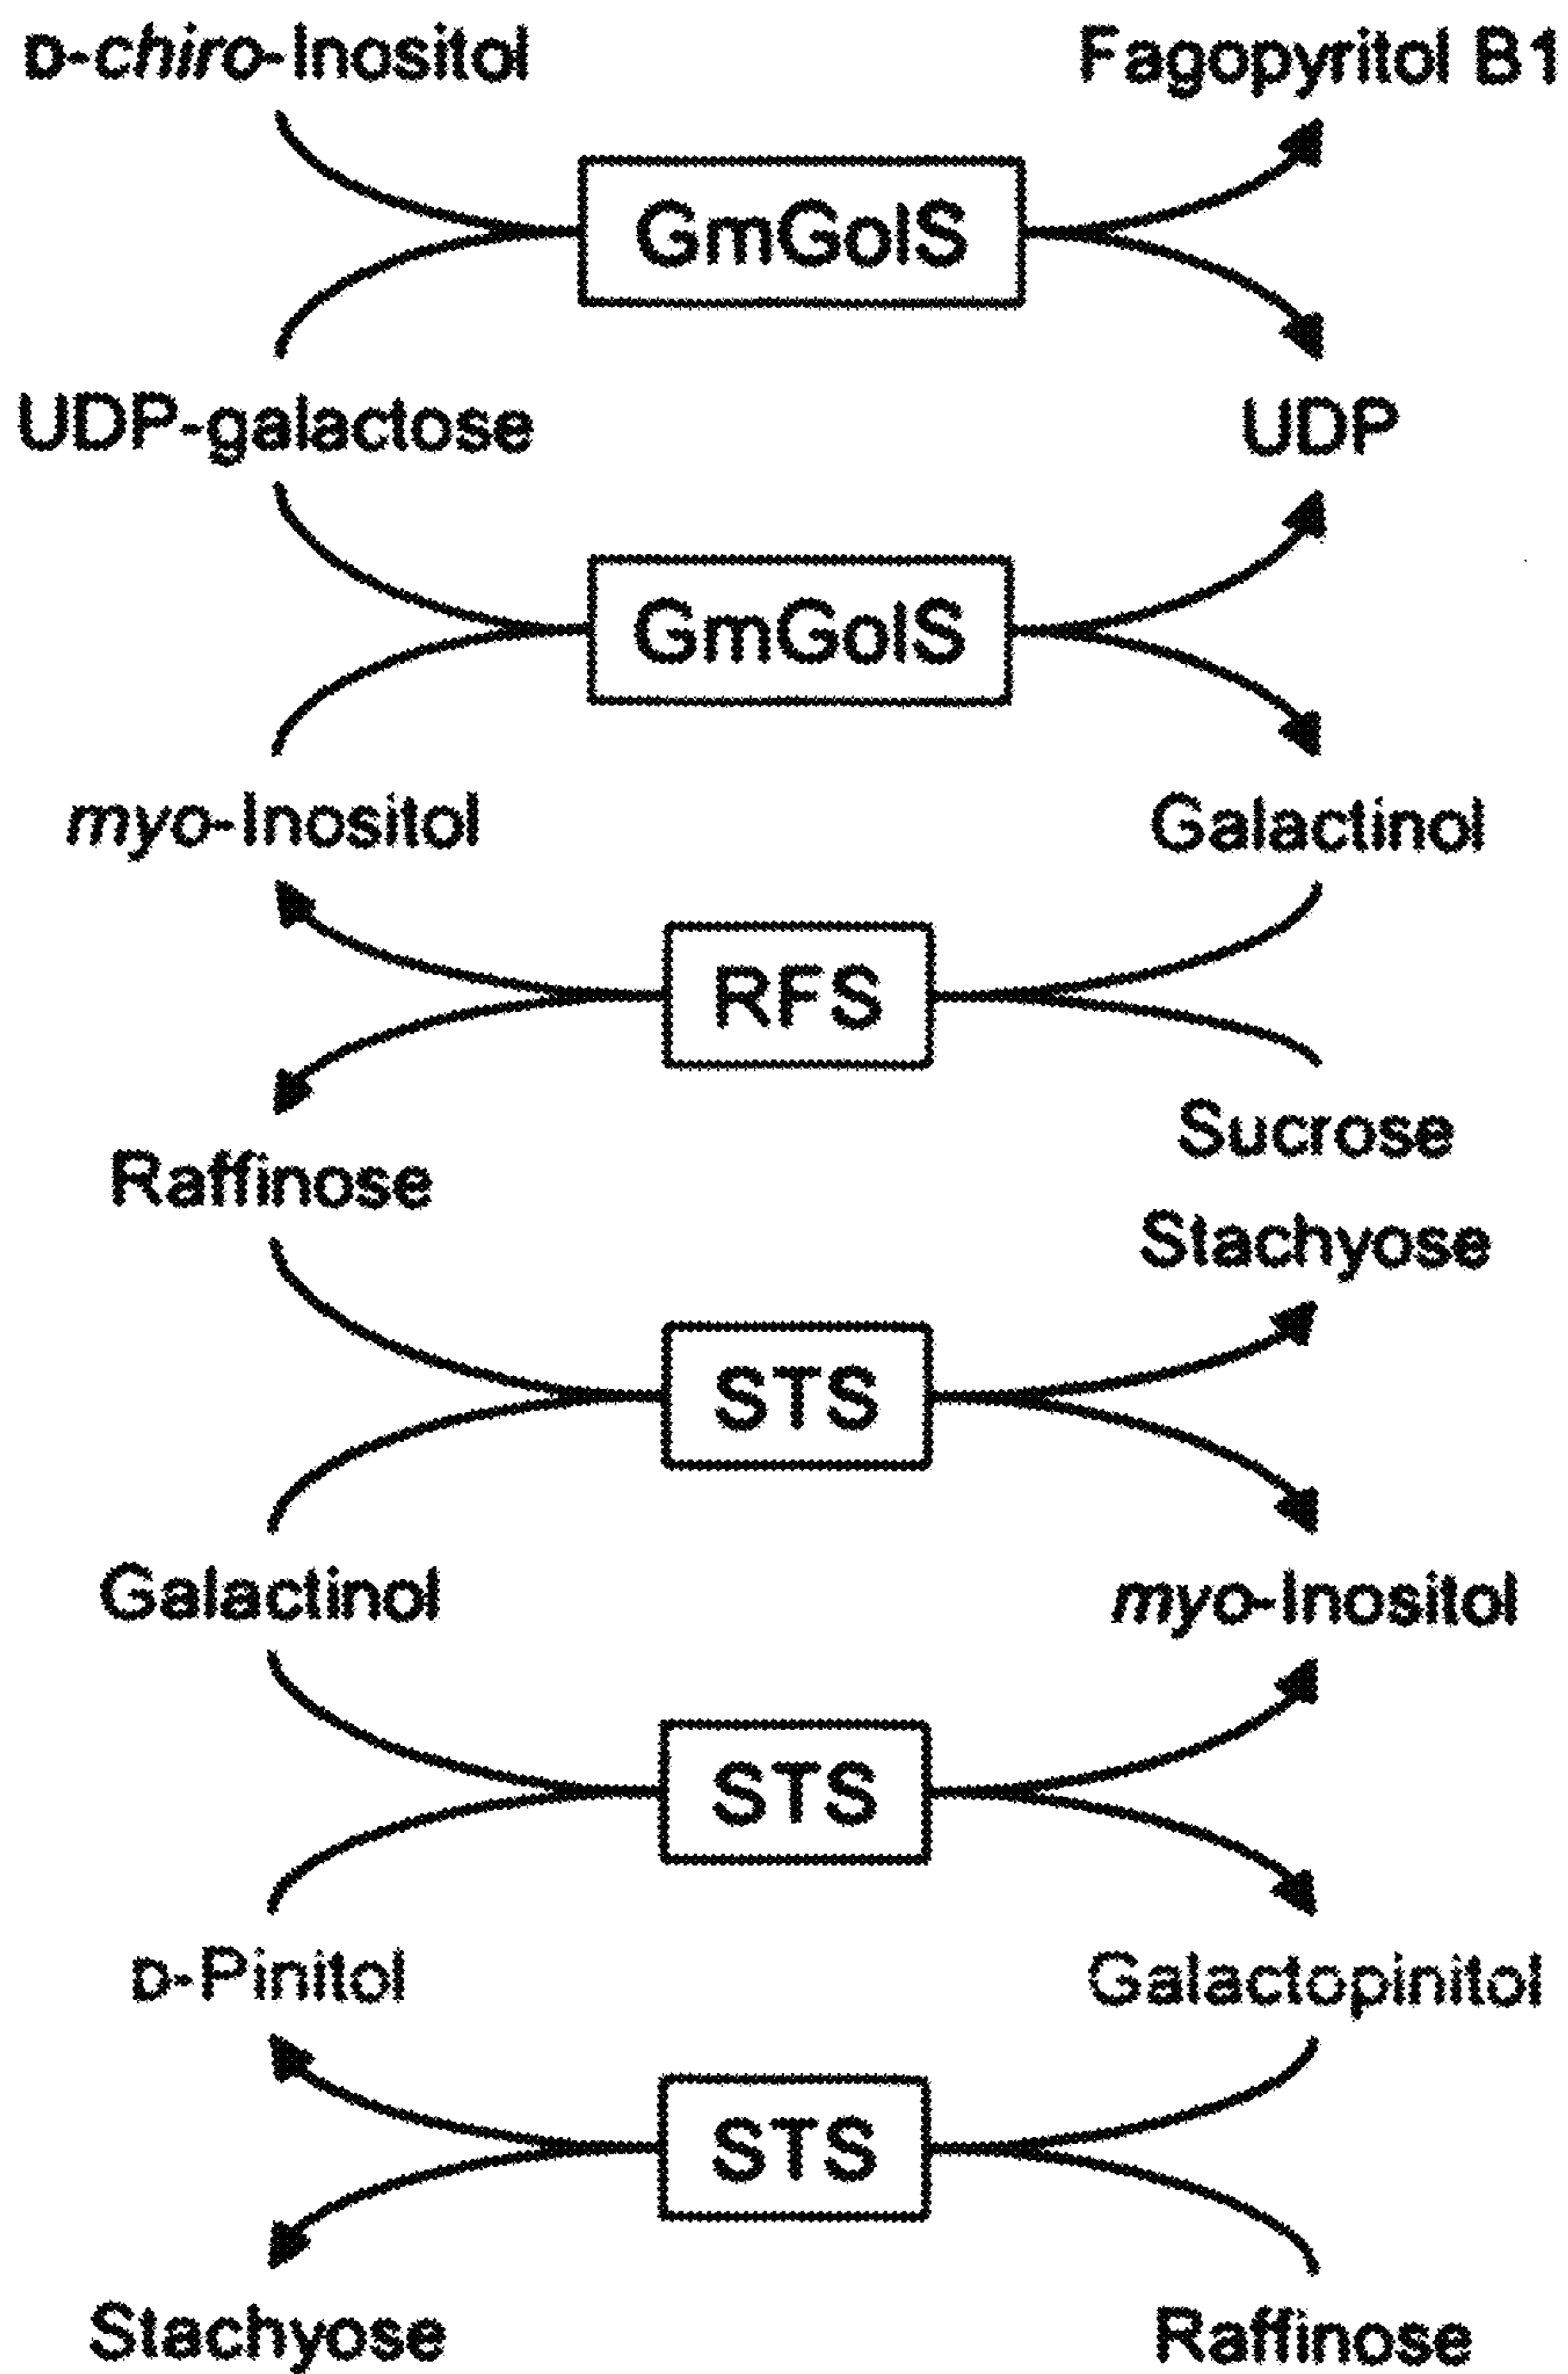 D-chiro-Inositol
Fagopyritol B1
GmGolS
UDP-galactose
UDP
GmGolS
myo-Inositol
Galactinol
RFS
Sucrose
Raffinose
Stachyose
STS
Galactinol
myo-Inositol
STS
D-Pinitol
Galactopinitol
STS
Stachyose
Raffinose